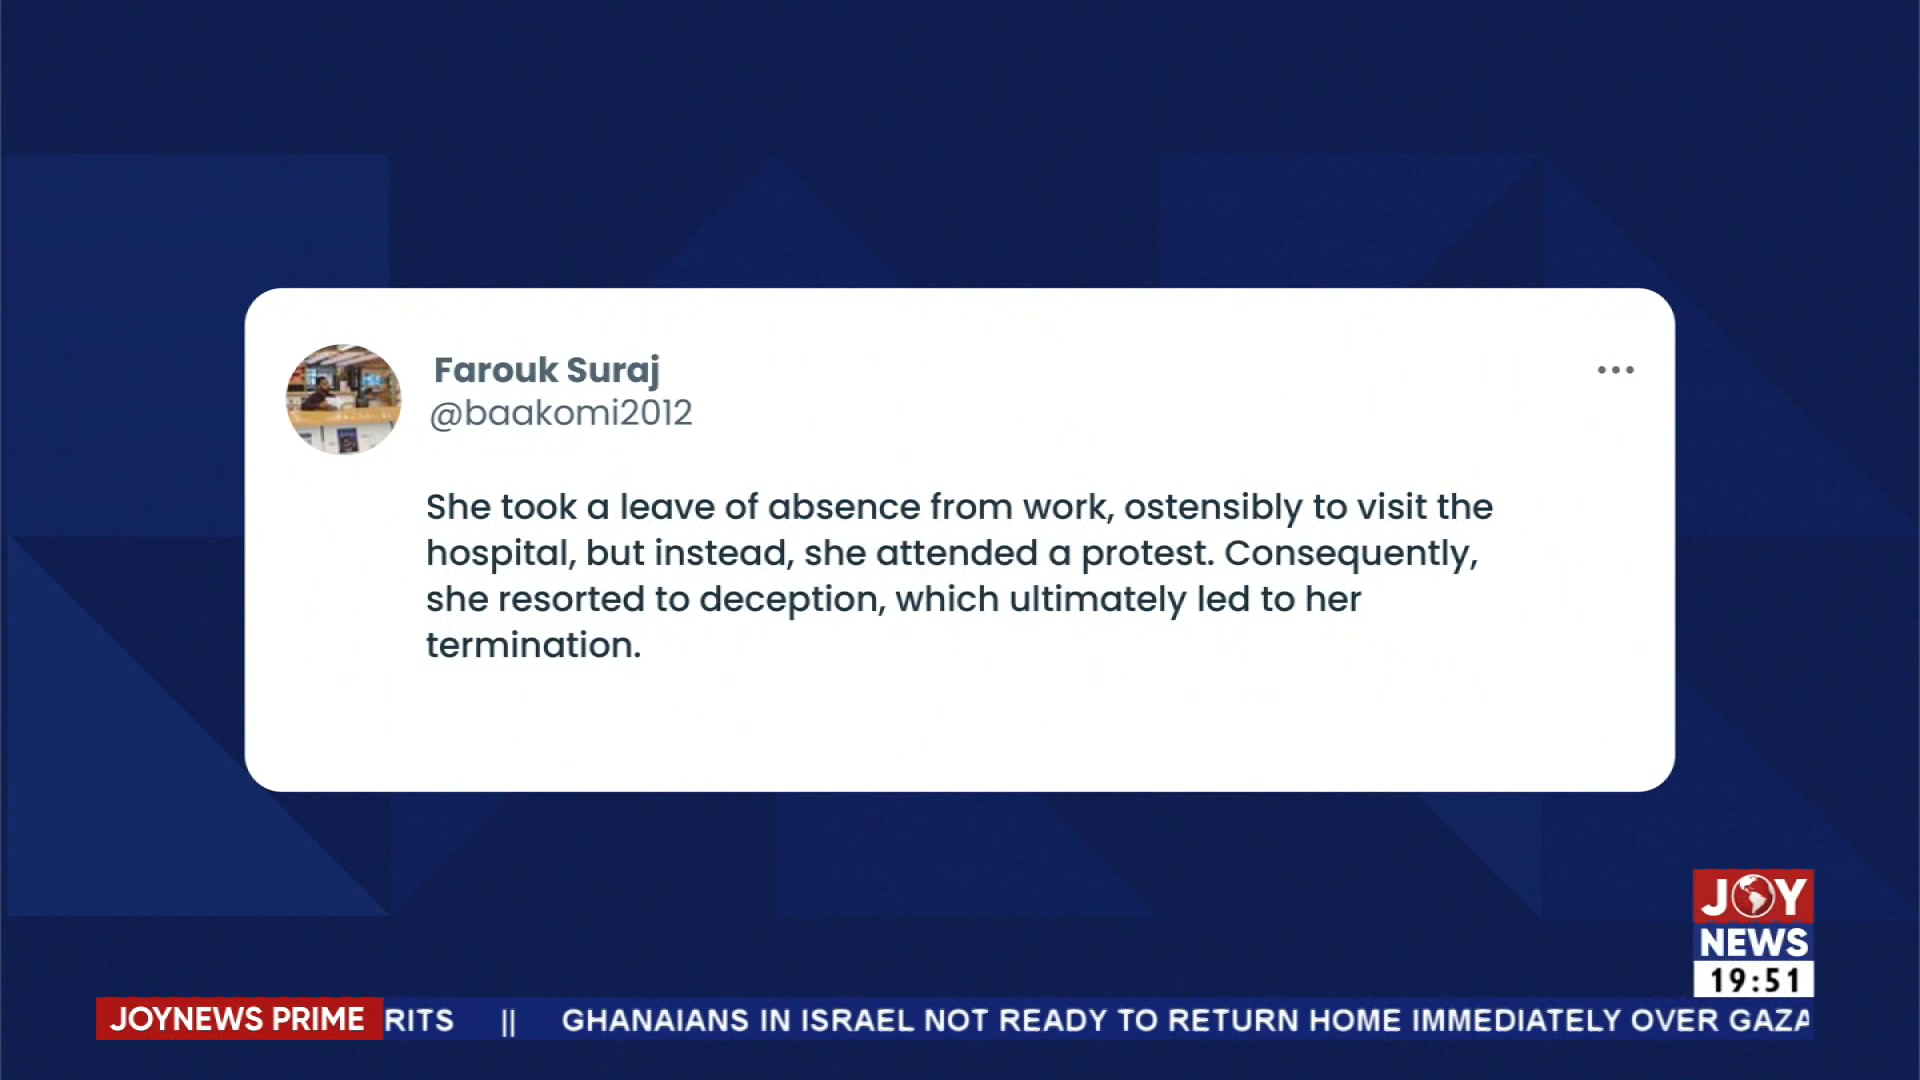 Farouk Suraj
@baakomi2012
She took a leave of absence from work, ostensibly to visit the
hospital, but instead, she attended a protest. Consequently,
she resorted to deception, which ultimately led to her
termination.
JOY
NEWS
19:51
JOYNEWS PRIME RITS || GHANAIANS IN ISRAEL NOT READY TO RETURN HOME IMMEDIATELY OVER GAZA